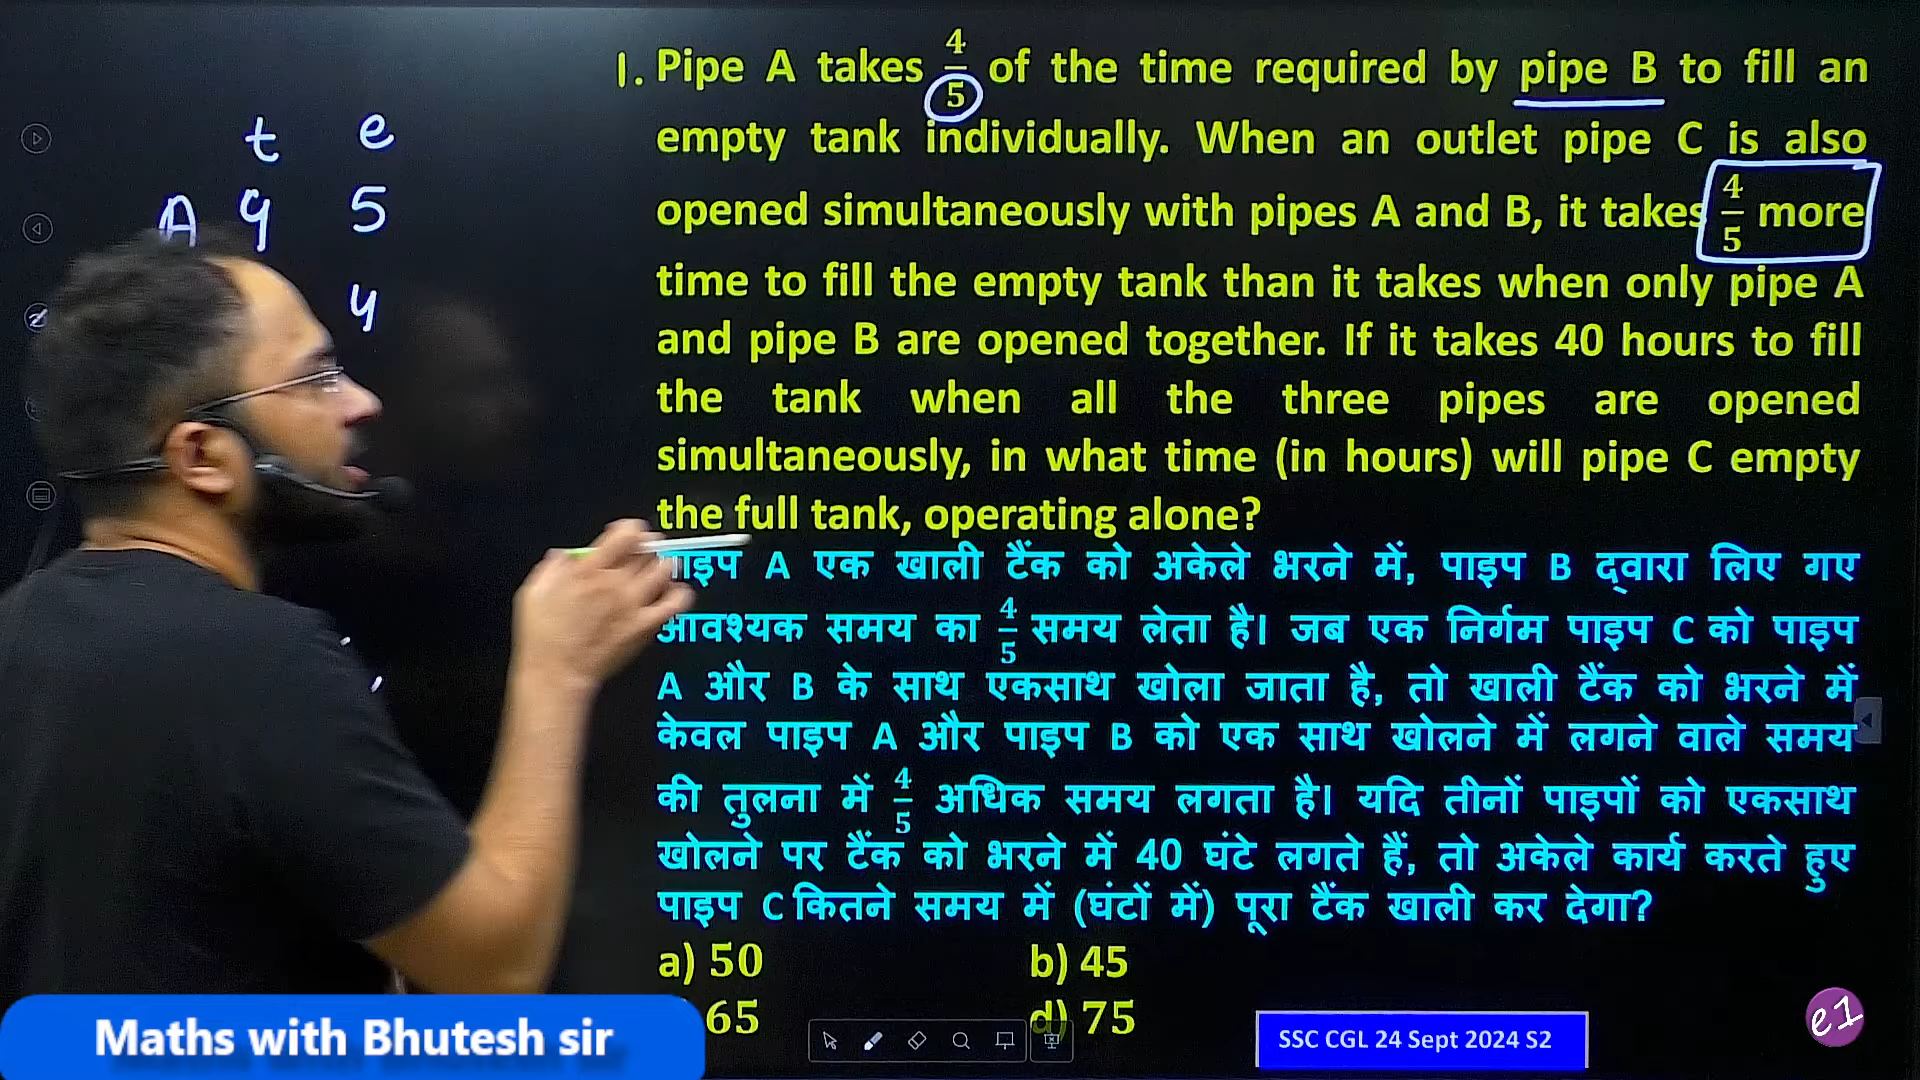 t e
A 4 5
4
1. Pipe A takes 4/5 of the time required by pipe B to fill an
empty tank individually. When an outlet pipe C is also
opened simultaneously with pipes A and B, it takes 4/5 more
time to fill the empty tank than it takes when only pipe A
and pipe B are opened together. If it takes 40 hours to fill
the tank when all the three pipes are opened
simultaneously, in what time (in hours) will pipe C empty
the full tank, operating alone?
पाइप A एक खाली टैंक को अकेले भरने में, पाइप B द्वारा लिए गए
आवश्यक समय का 4/5 समय लेता है। जब एक निर्गम पाइप C को पाइप
A और B के साथ एकसाथ खोला जाता है, तो खाली टैंक को भरने में
केवल पाइप A और पाइप B को एक साथ खोलने में लगने वाले समय
की तुलना में 4/5 अधिक समय लगता है। यदि तीनों पाइपों को एकसाथ
खोलने पर टैंक को भरने में 40 घंटे लगते हैं, तो अकेले कार्य करते हुए
पाइप C कितने समय में (घंटों में) पूरा टैंक खाली कर देगा?
a) 50 b) 45
65 d) 75
Maths with Bhutesh sir
SSC CGL 24 Sept 2024 S2
e1